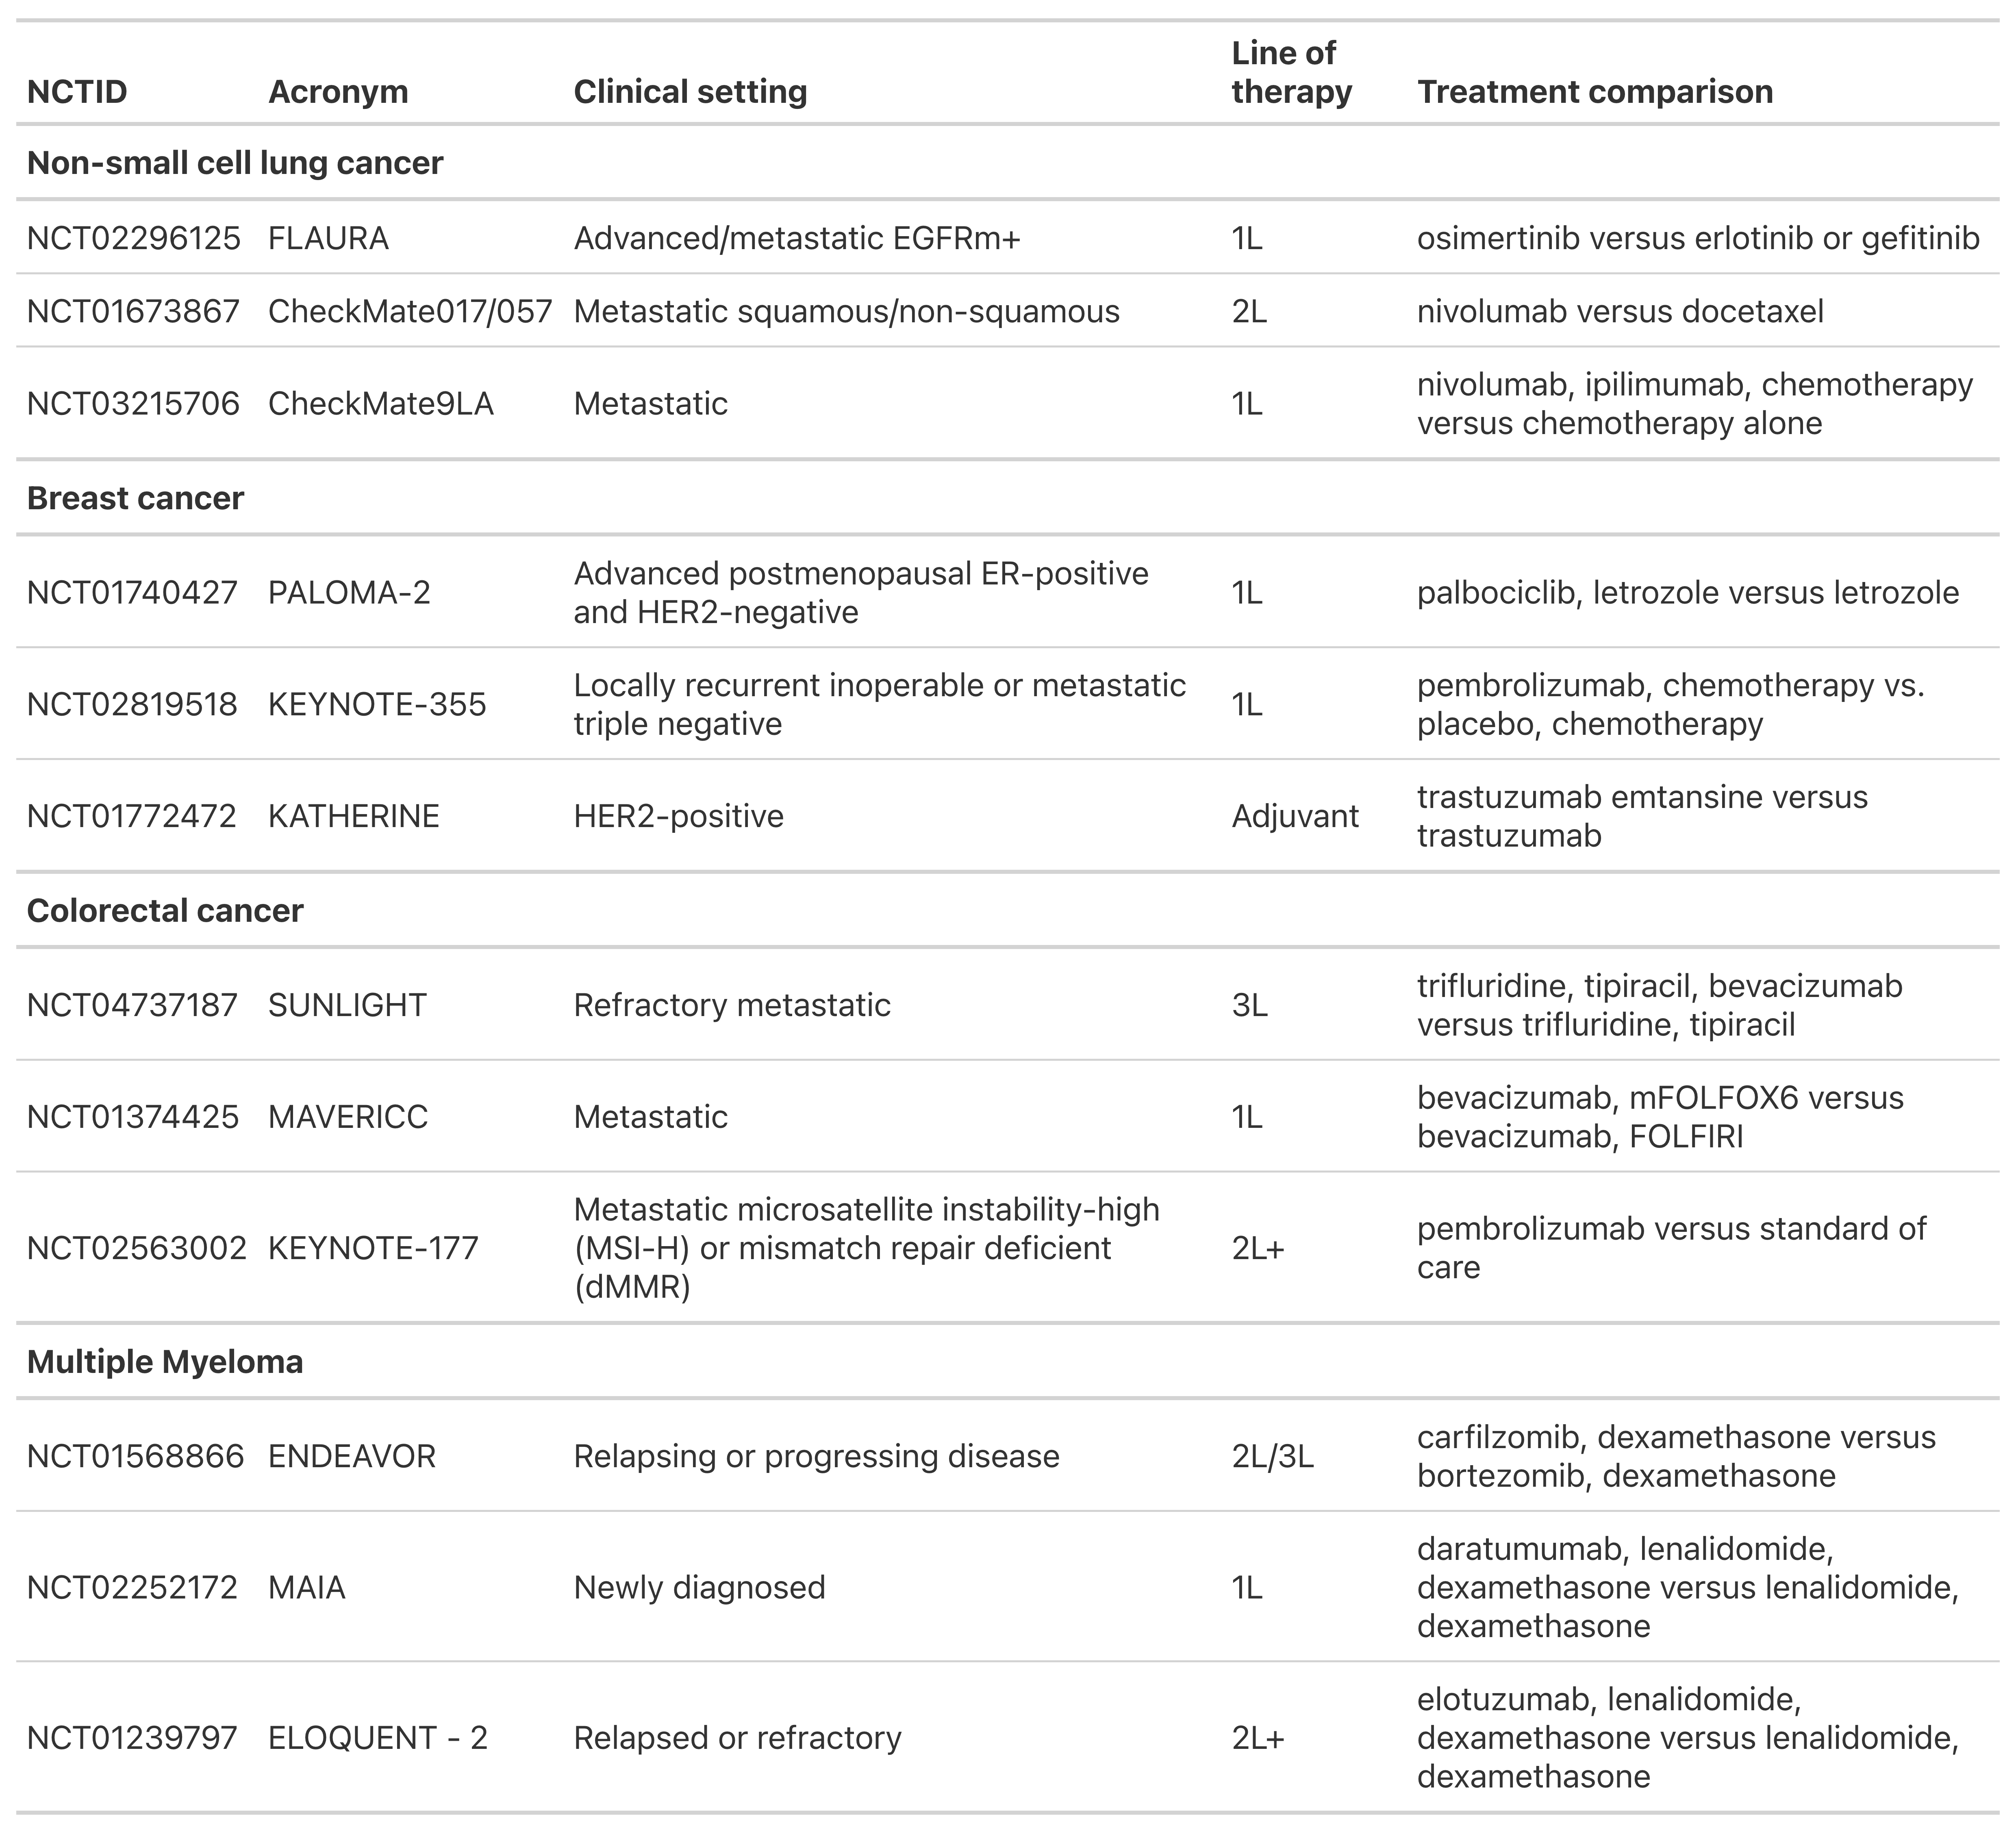 NCTID Acronym Clinical setting Line of therapy Treatment comparison
Non-small cell lung cancer
NCT02296125 FLAURA Advanced/metastatic EGFRm+ 1L osimertinib versus erlotinib or gefitinib
NCT01673867 CheckMate017/057 Metastatic squamous/non-squamous 2L nivolumab versus docetaxel
NCT03215706 CheckMate9LA Metastatic 1L nivolumab, ipilimumab, chemotherapy
versus chemotherapy alone
Breast cancer
NCT01740427 PALOMA-2 Advanced postmenopausal ER-positive
and HER2-negative 1L palbociclib, letrozole versus letrozole
NCT02819518 KEYNOTE-355 Locally recurrent inoperable or metastatic
triple negative 1L pembrolizumab, chemotherapy vs.
placebo, chemotherapy
NCT01772472 KATHERINE HER2-positive Adjuvant trastuzumab emtansine versus
trastuzumab
Colorectal cancer
NCT04737187 SUNLIGHT Refractory metastatic 3L trifluridine, tipiracil, bevacizumab
versus trifluridine, tipiracil
NCT01374425 MAVERICC Metastatic 1L bevacizumab, mFOLFOX6 versus
bevacizumab, FOLFIRI
NCT02563002 KEYNOTE-177 Metastatic microsatellite instability-high
(MSI-H) or mismatch repair deficient
(dMMR) 2L+ pembrolizumab versus standard of
care
Multiple Myeloma
NCT01568866 ENDEAVOR Relapsing or progressing disease 2L/3L carfilzomib, dexamethasone versus
bortezomib, dexamethasone
NCT02252172 MAIA Newly diagnosed 1L daratumumab, lenalidomide,
dexamethasone versus lenalidomide,
dexamethasone
NCT01239797 ELOQUENT - 2 Relapsed or refractory 2L+ elotuzumab, lenalidomide,
dexamethasone versus lenalidomide,
dexamethasone